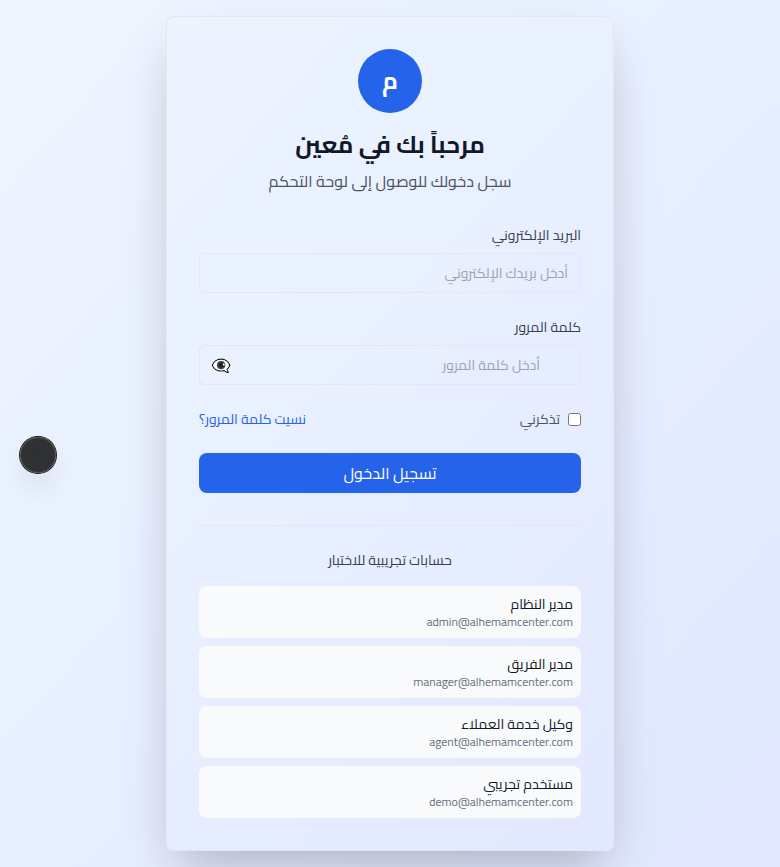 م
مرحباً بك في مُعين
سجل دخولك للوصول إلى لوحة التحكم
البريد الإلكتروني
أدخل بريدك الإلكتروني
كلمة المرور
أدخل كلمة المرور
تذكرني
نسيت كلمة المرور؟
تسجيل الدخول
حسابات تجريبية للاختبار
مدير النظام
admin@alhemamcenter.com
مدير الفريق
manager@alhemamcenter.com
وكيل خدمة العملاء
agent@alhemamcenter.com
مستخدم تجريبي
demo@alhemamcenter.com